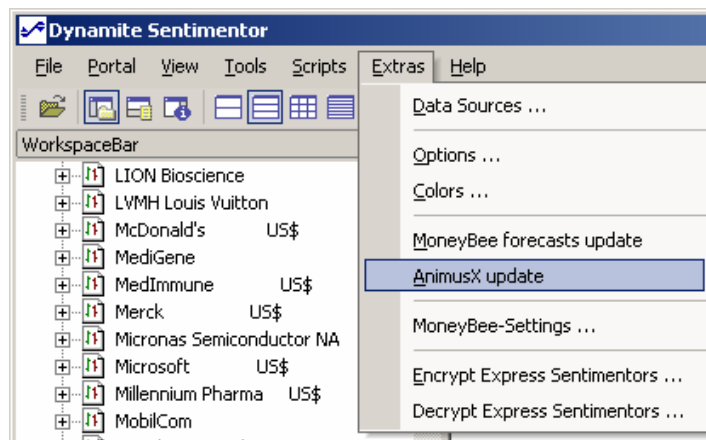 Dynamite Sentimentor
File Portal View Tools Scripts Extras Help
WorkspaceBar
LION Bioscience
LVMH Louis Vuitton
McDonald's US$
MediGene
MedImmune US$
Merck US$
Micronas Semiconductor NA
Microsoft US$
Millennium Pharma US$
MobilCom
Data Sources ...
Options ...
Colors ...
MoneyBee forecasts update
AnimusX update
MoneyBee-Settings ...
Encrypt Express Sentimentors ...
Decrypt Express Sentimentors ...